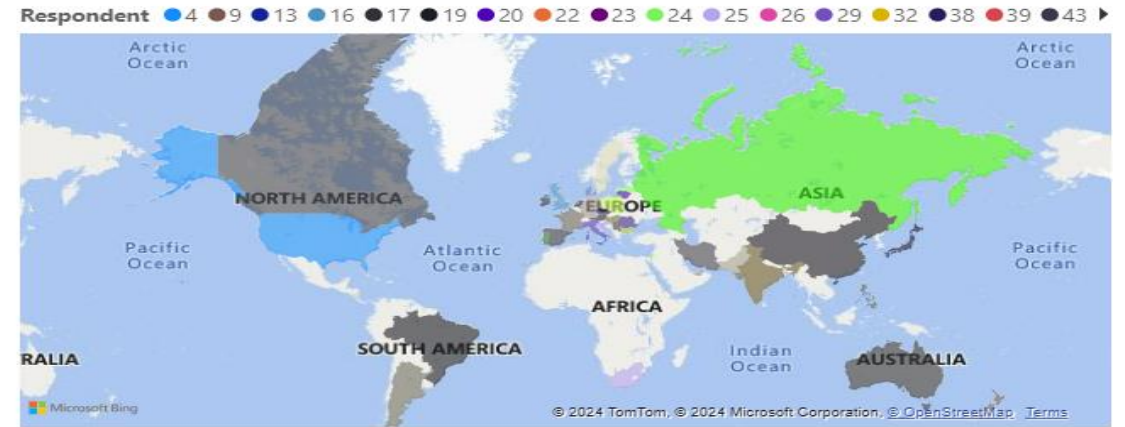 Respondent 4 9 13 16 17 19 20 22 23 24 25 26 29 32 38 39 43
Arctic
Ocean
Arctic
Ocean
NORTH AMERICA
EUROPE
ASIA
Pacific
Ocean
Atlantic
Ocean
Pacific
Ocean
AFRICA
SOUTH AMERICA
Indian
Ocean
RALIA
AUSTRALIA
Microsoft Bing
© 2024 TomTom, © 2024 Microsoft Corporation, © OpenStreetMap Terms